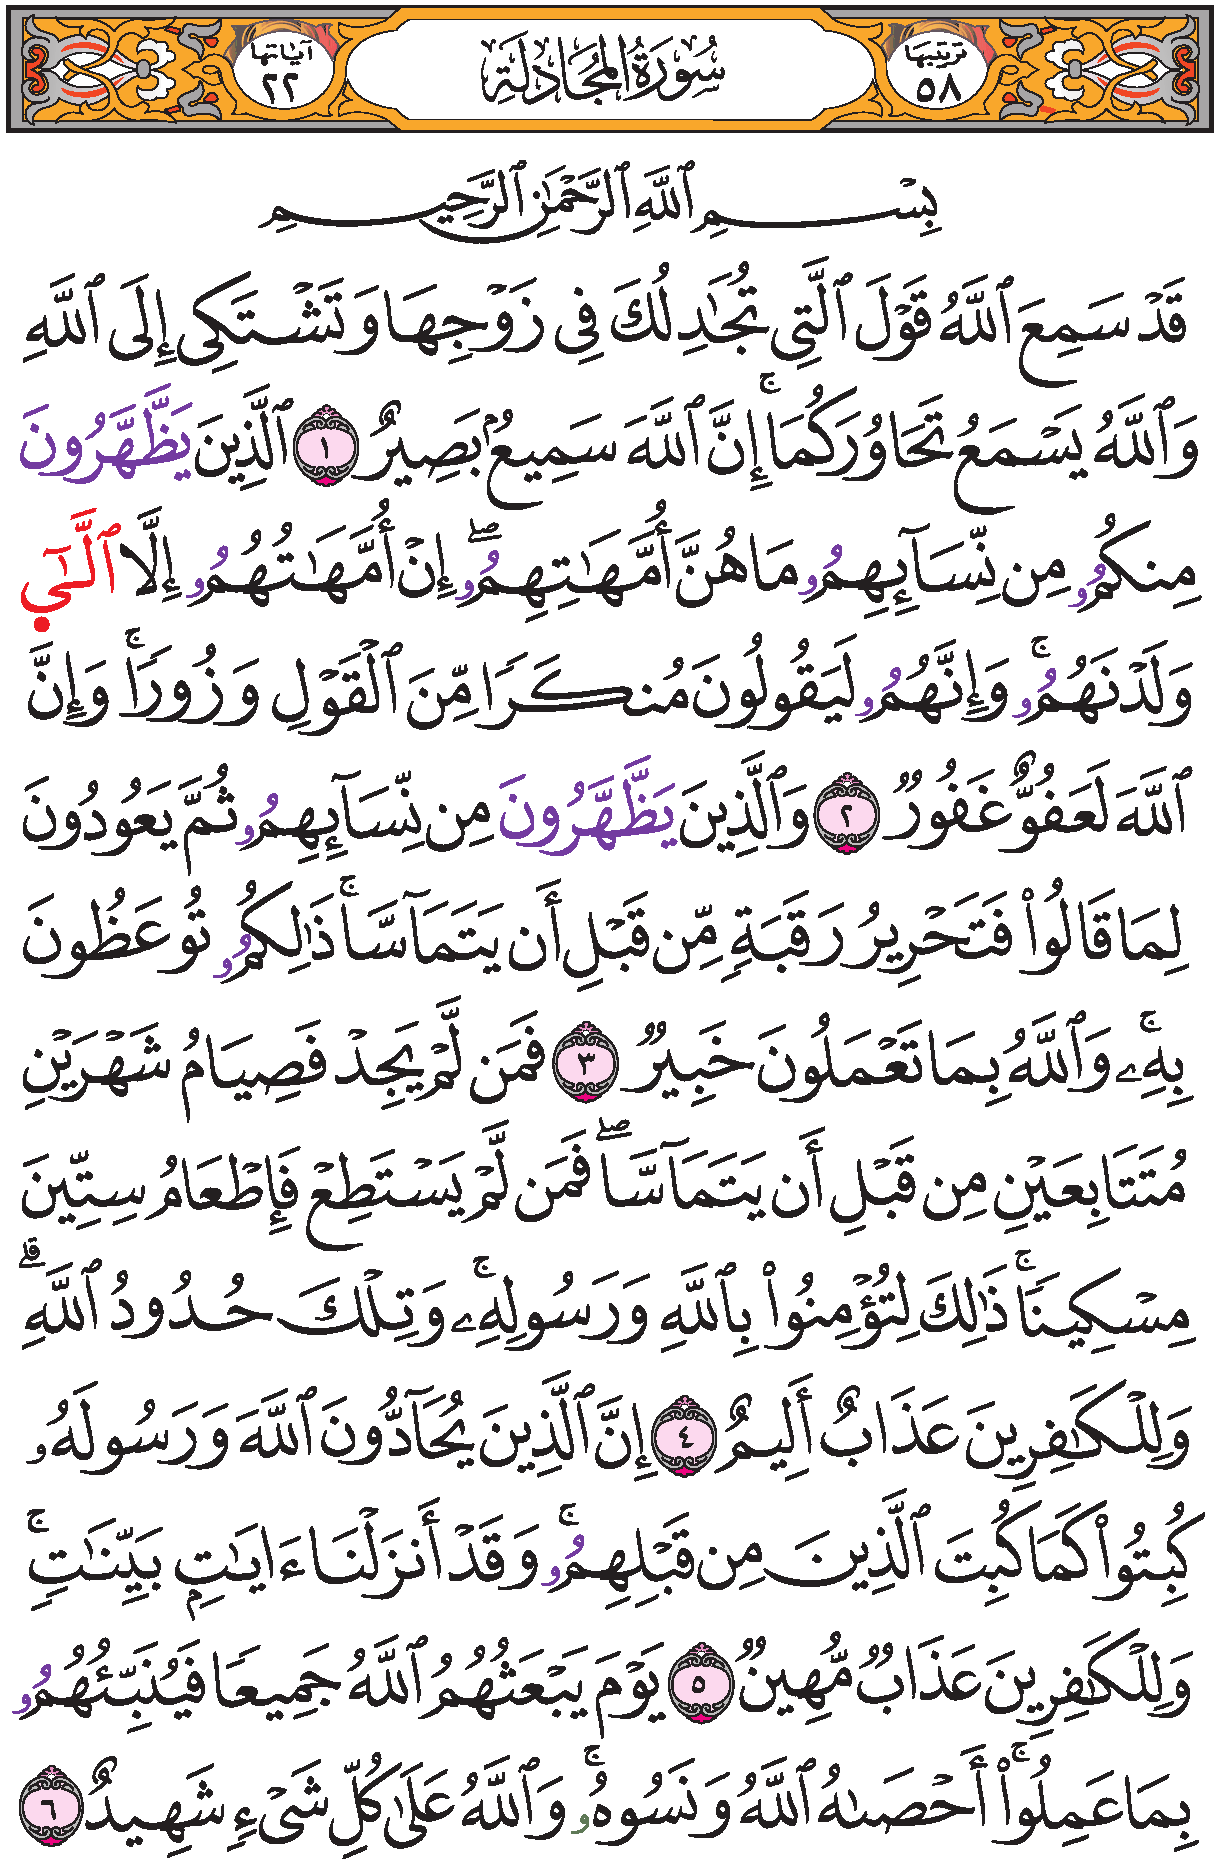 ترتيبها ٥٨ سُورَةُ المُجَادلَةِ آياتها ٢٢
بِسْمِ ٱللَّهِ ٱلرَّحْمَٰنِ ٱلرَّحِيمِ
قَدْ سَمِعَ ٱللَّهُ قَوْلَ ٱلَّتِى تُجَٰدِلُكَ فِى زَوْجِهَا وَتَشْتَكِى إِلَى ٱللَّهِ
وَٱللَّهُ يَسْمَعُ تَحَاوُرَكُمَا ۚ إِنَّ ٱللَّهَ سَمِيعُۢ بَصِيرٌ ١ ٱلَّذِينَ يَظَّهَّرُونَ
مِنكُمُۥ مِن نِّسَآئِهِمُۥ مَا هُنَّ أُمَّهَٰتِهِمُۥ ۖ إِنْ أُمَّهَٰتُهُمُۥ إِلَّا ٱلَّٰٓـِٔي
وَلَدْنَهُمُۥ ۚ وَإِنَّهُمُۥ لَيَقُولُونَ مُنكَرًا مِّنَ ٱلْقَوْلِ وَزُورًا ۚ وَإِنَّ
ٱللَّهَ لَعَفُوٌّ غَفُورٌ ٢ وَٱلَّذِينَ يَظَّهَّرُونَ مِن نِّسَآئِهِمُۥ ثُمَّ يَعُودُونَ
لِمَا قَالُوا۟ فَتَحْرِيرُ رَقَبَةٍ مِّن قَبْلِ أَن يَتَمَآسَّا ۚ ذَٰلِكُمُۥ تُوعَظُونَ
بِهِۦ ۚ وَٱللَّهُ بِمَا تَعْمَلُونَ خَبِيرٌ ٣ فَمَن لَّمْ يَجِدْ فَصِيَامُ شَهْرَيْنِ
مُتَتَابِعَيْنِ مِن قَبْلِ أَن يَتَمَآسَّا ۖ فَمَن لَّمْ يَسْتَطِعْ فَإِطْعَامُ سِتِّينَ
مِسْكِينًا ۚ ذَٰلِكَ لِتُؤْمِنُوا۟ بِٱللَّهِ وَرَسُولِهِۦ ۚ وَتِلْكَ حُدُودُ ٱللَّهِ ۗ
وَلِلْكَٰفِرِينَ عَذَابٌ أَلِيمٌ ٤ إِنَّ ٱلَّذِينَ يُحَآدُّونَ ٱللَّهَ وَرَسُولَهُۥ
كُبِتُوا۟ كَمَا كُبِتَ ٱلَّذِينَ مِن قَبْلِهِمُۥ ۚ وَقَدْ أَنزَلْنَا ءَايَٰتِۭ بَيِّنَٰتٍ ۚ
وَلِلْكَٰفِرِينَ عَذَابٌ مُّهِينٌ ٥ يَوْمَ يَبْعَثُهُمُ ٱللَّهُ جَمِيعًا فَيُنَبِّئُهُمُۥ
بِمَا عَمِلُوا۟ ۚ أَحْصَىٰهُ ٱللَّهُ وَنَسُوهُۥ ۚ وَٱللَّهُ عَلَىٰ كُلِّ شَىْءٍ شَهِيدٌ ٦